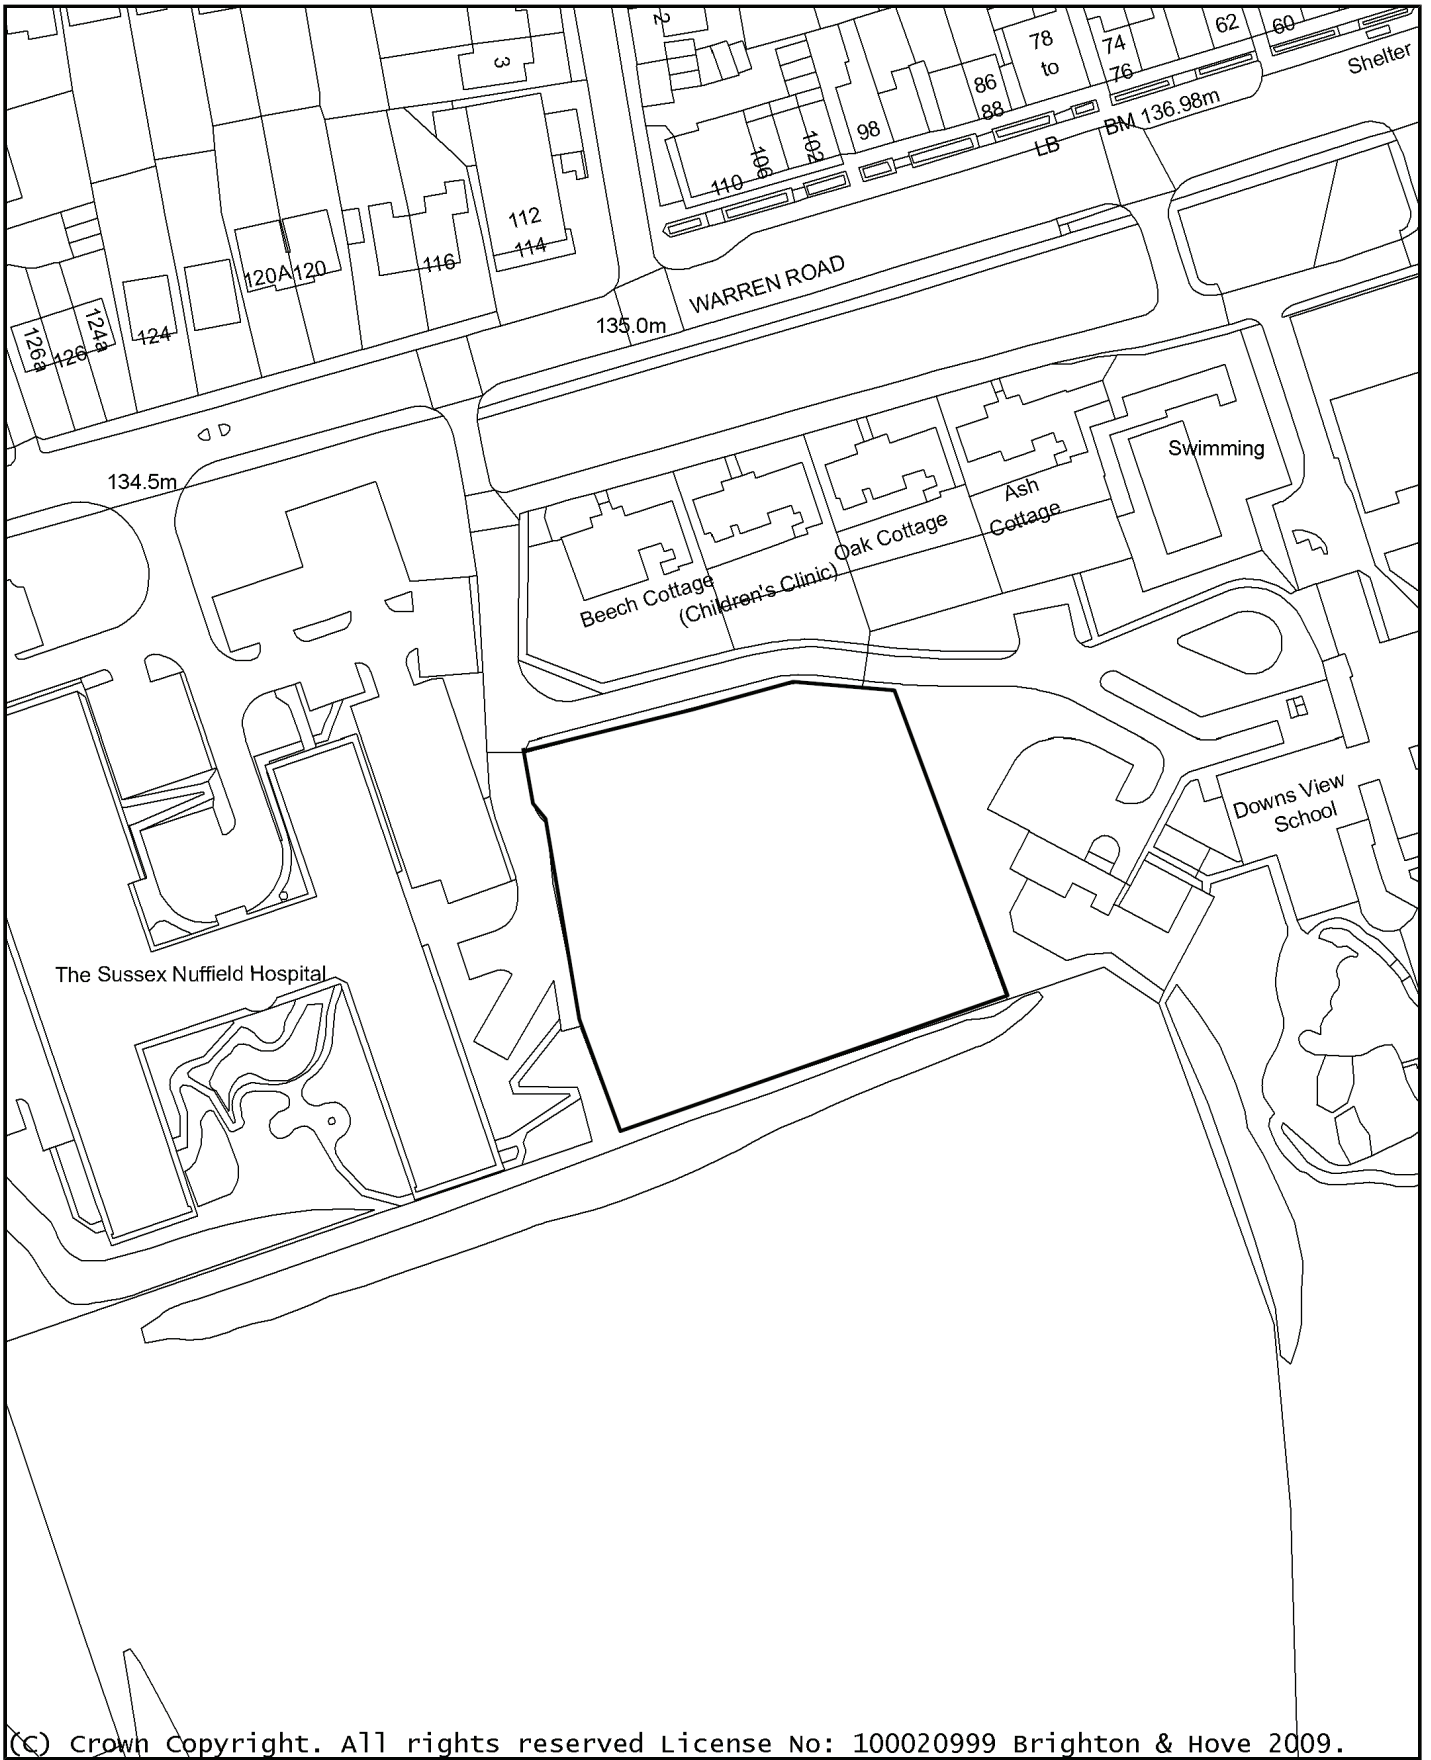 2
3
78
to
74
76
62
60
Shelter
86
88
98
102
106
110
LB
BM 136.98m
112
114
116
120A
120
124
124a
126
126a
WARREN ROAD
135.0m
134.5m
Swimming
Ash
Cottage
Oak Cottage
Beech Cottage
(Children's Clinic)
Downs View
School
The Sussex Nuffield Hospital
(c) Crown Copyright. All rights reserved License No: 100020999 Brighton & Hove 2009.